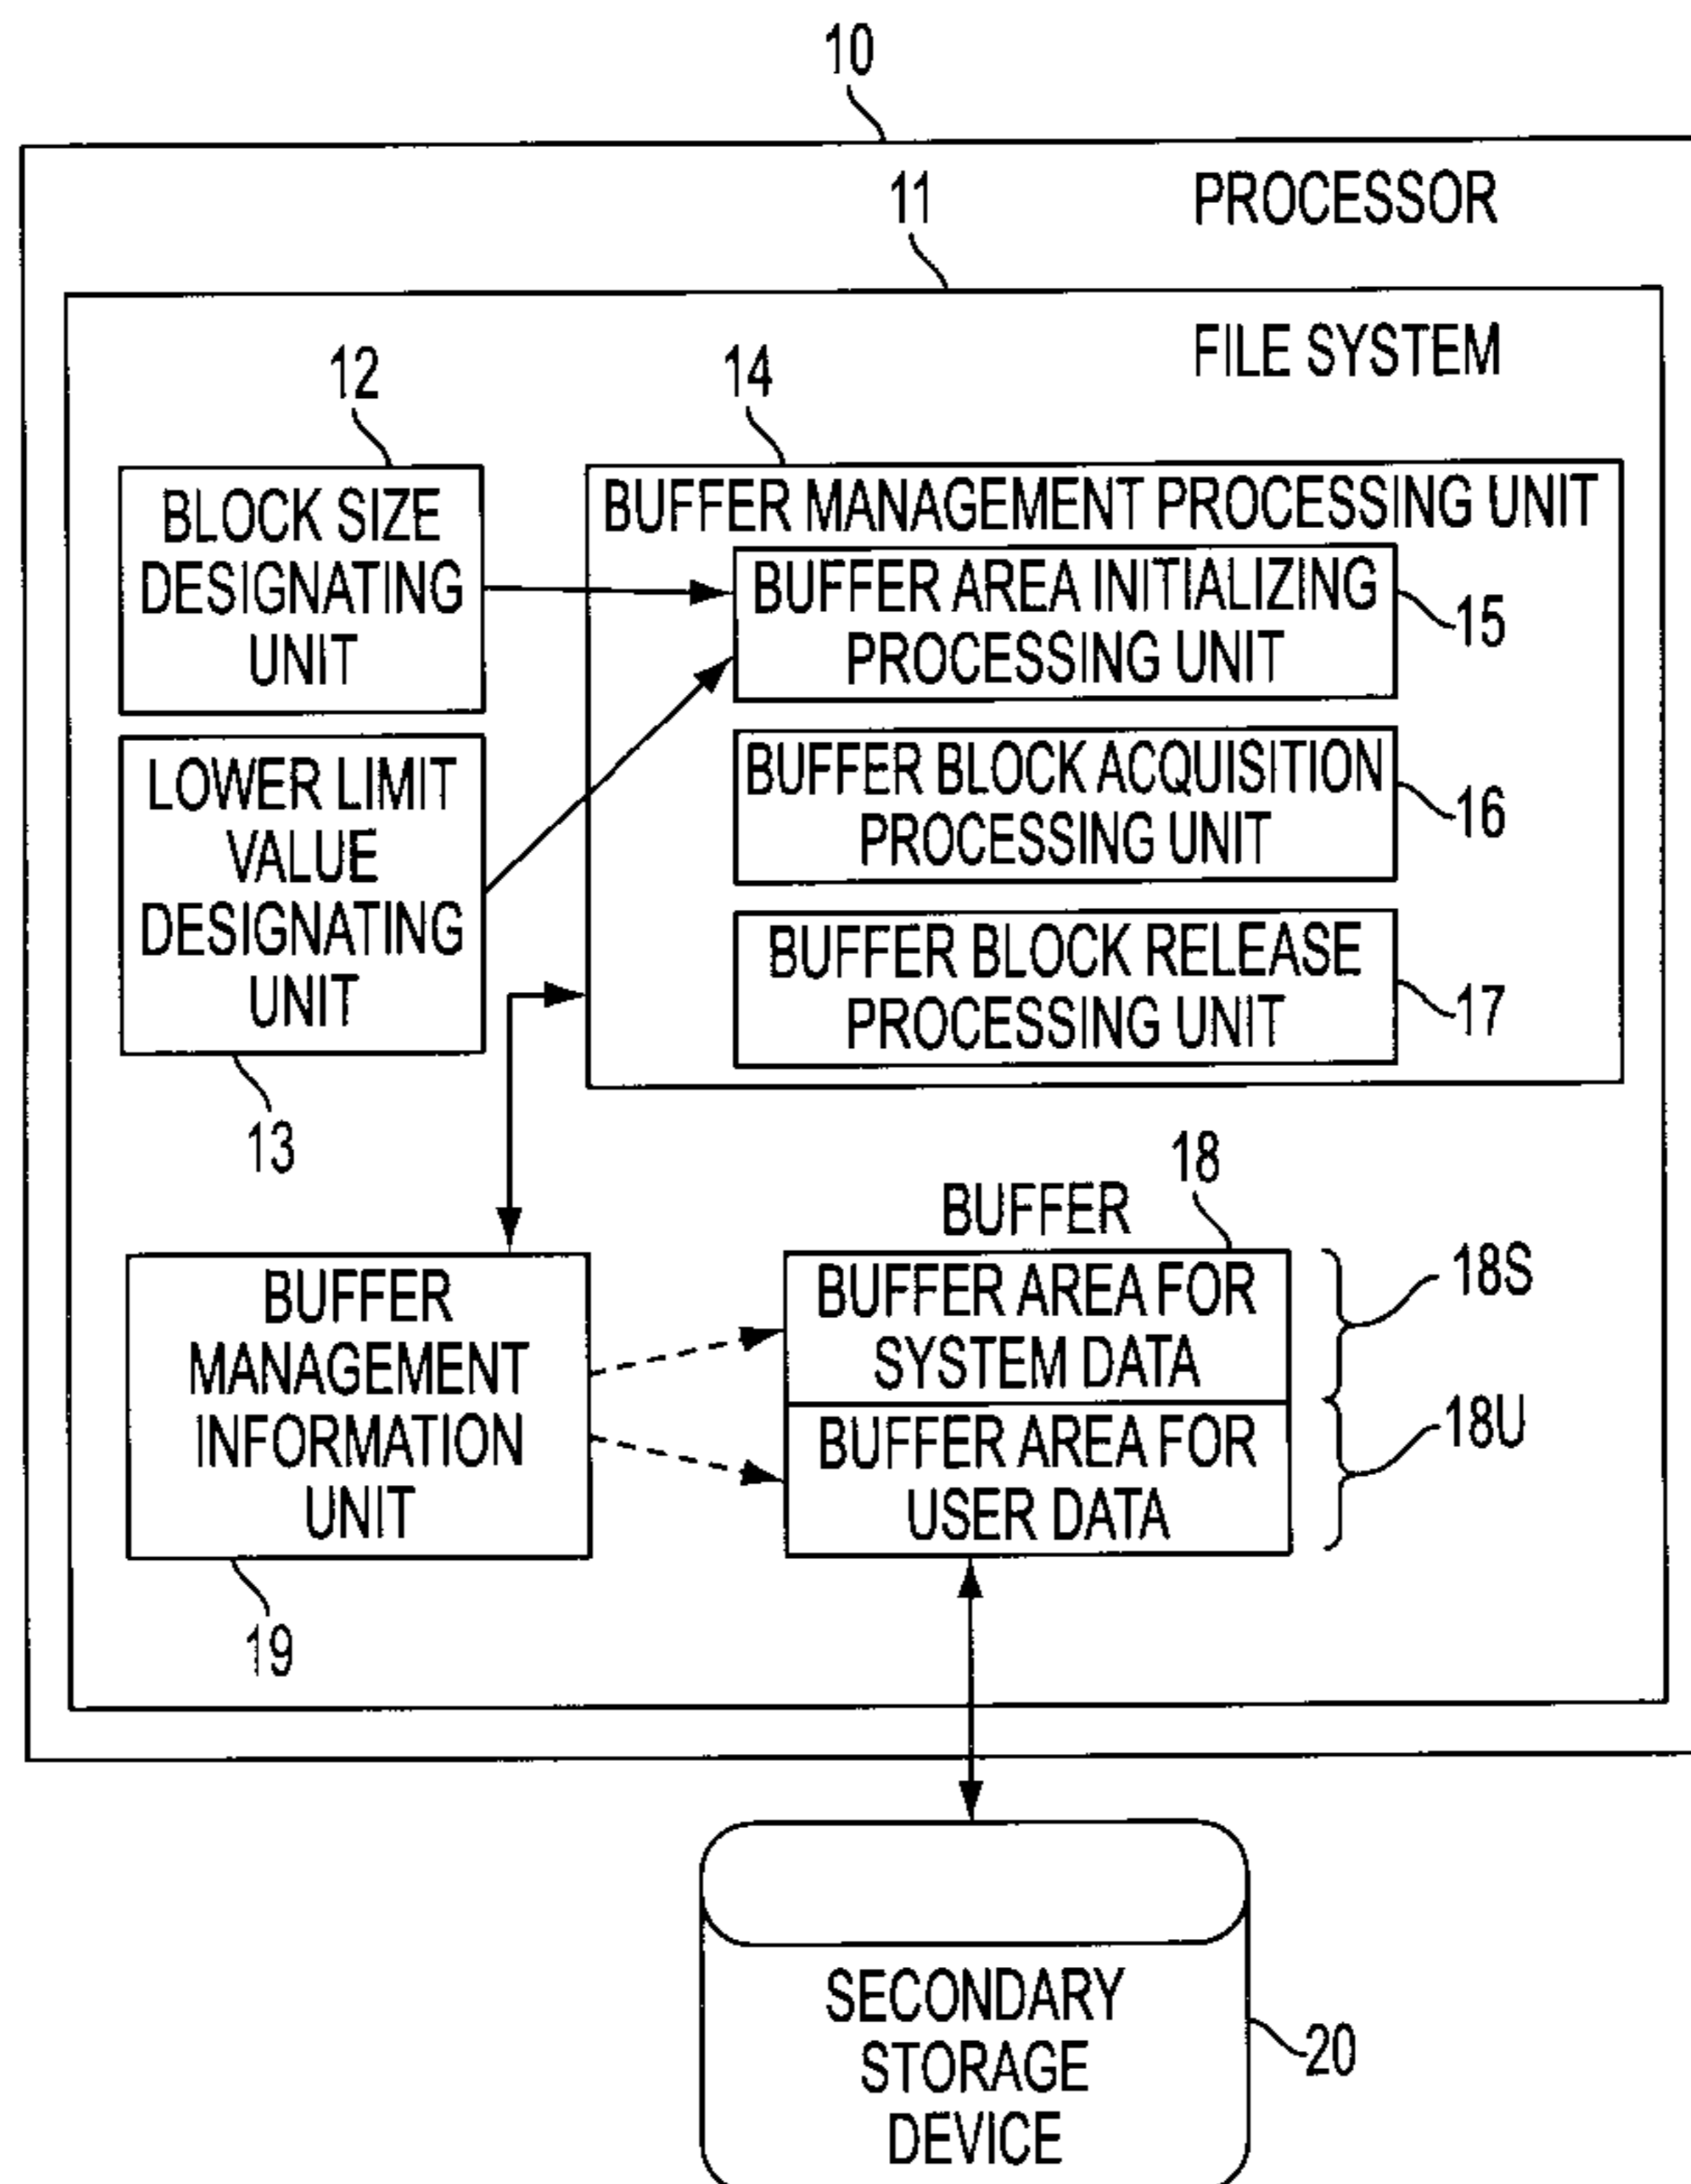 10
PROCESSOR
11
FILE SYSTEM
12
14
BLOCK SIZE
DESIGNATING
UNIT
LOWER LIMIT
VALUE
DESIGNATING
UNIT
13
BUFFER MANAGEMENT PROCESSING UNIT
BUFFER AREA INITIALIZING
PROCESSING UNIT
15
BUFFER BLOCK ACQUISITION
PROCESSING UNIT
16
BUFFER BLOCK RELEASE
PROCESSING UNIT
17
BUFFER
MANAGEMENT
INFORMATION
UNIT
19
BUFFER
18
BUFFER AREA FOR
SYSTEM DATA
18S
BUFFER AREA FOR
USER DATA
18U
SECONDARY
STORAGE
DEVICE
20